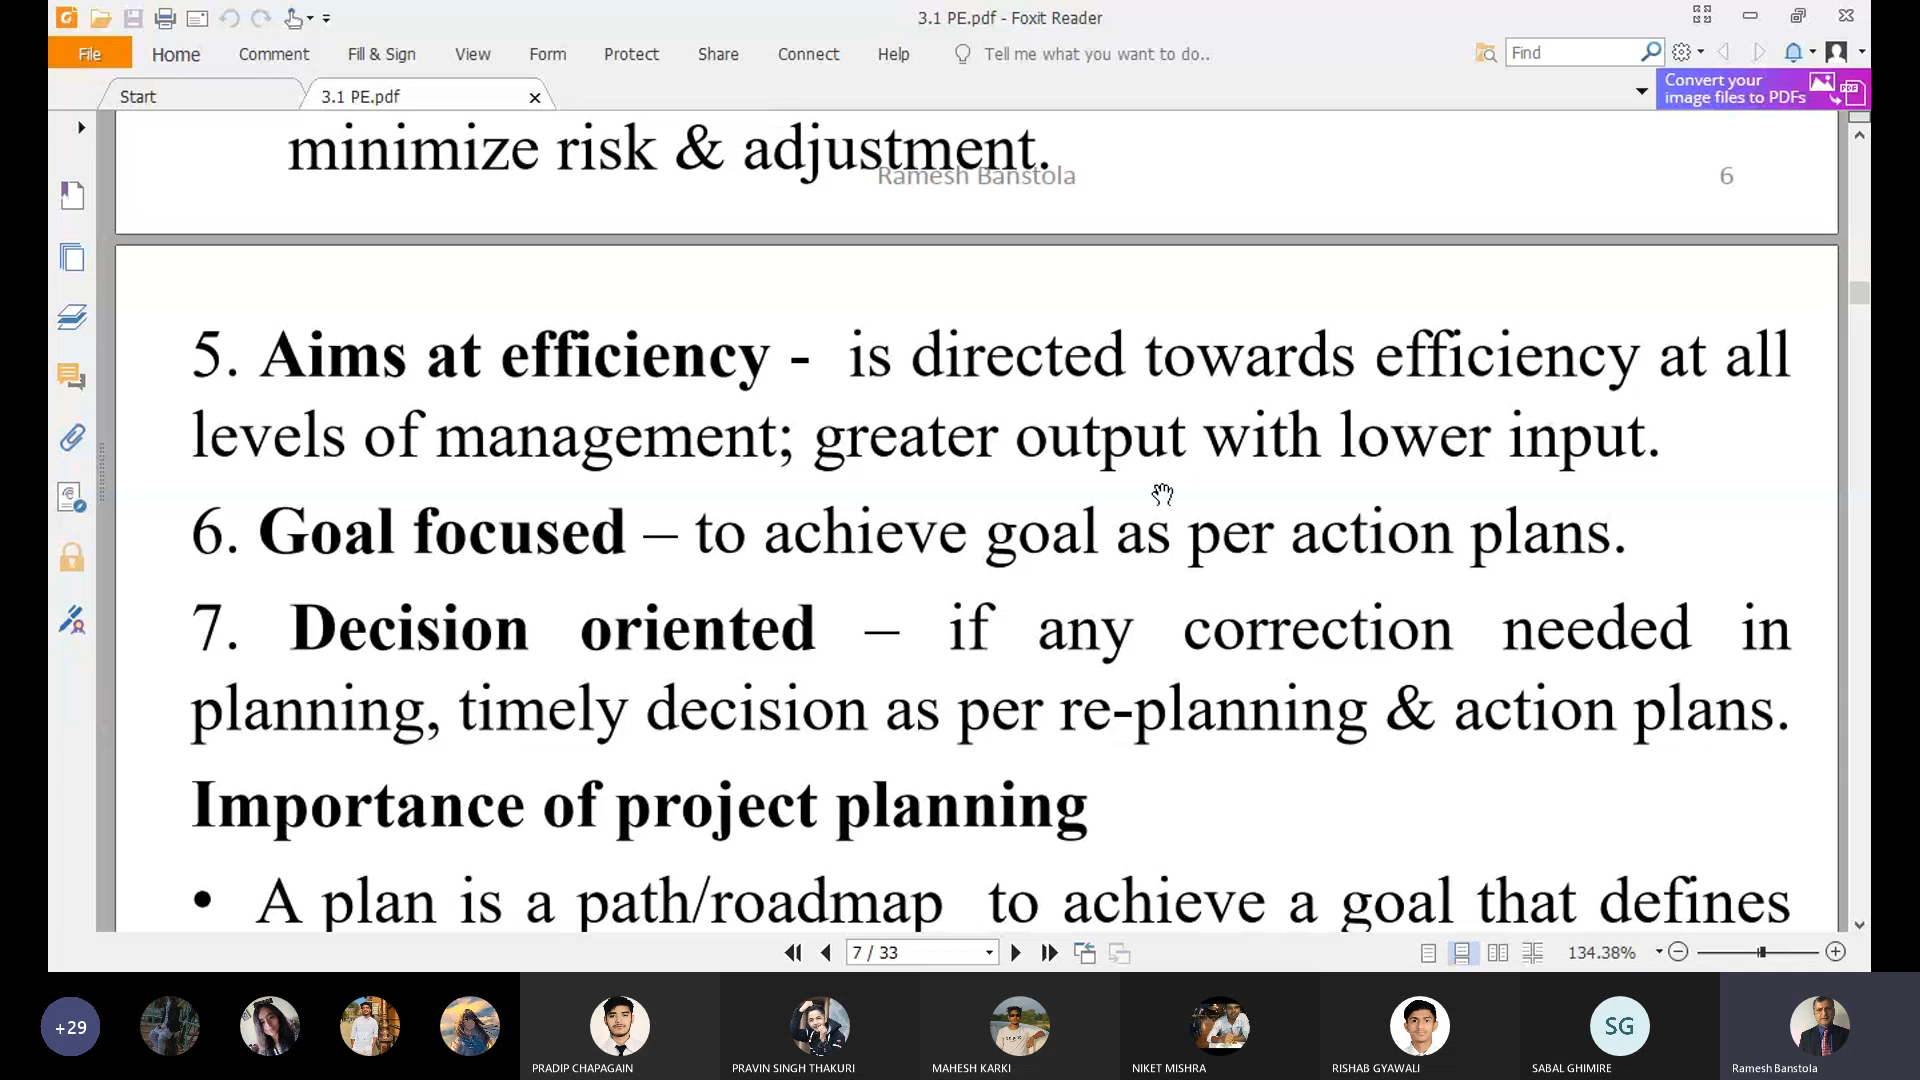 3.1 PE.pdf - Foxit Reader
File Home Comment Fill & Sign View Form Protect Share Connect Help Tell me what you want to do.. Find
Start 3.1 PE.pdf
Convert your
image files to PDFs
PDF
minimize risk & adjustment.
Ramesh Banstola 6
5. Aims at efficiency - is directed towards efficiency at all
levels of management; greater output with lower input.
6. Goal focused – to achieve goal as per action plans.
7. Decision oriented – if any correction needed in
planning, timely decision as per re-planning & action plans.
Importance of project planning
• A plan is a path/roadmap to achieve a goal that defines
7 / 33 134.38%
+29
SG
PRADIP CHAPAGAIN PRAVIN SINGH THAKURI MAHESH KARKI NIKET MISHRA RISHAB GYAWALI SABAL GHIMIRE Ramesh Banstola